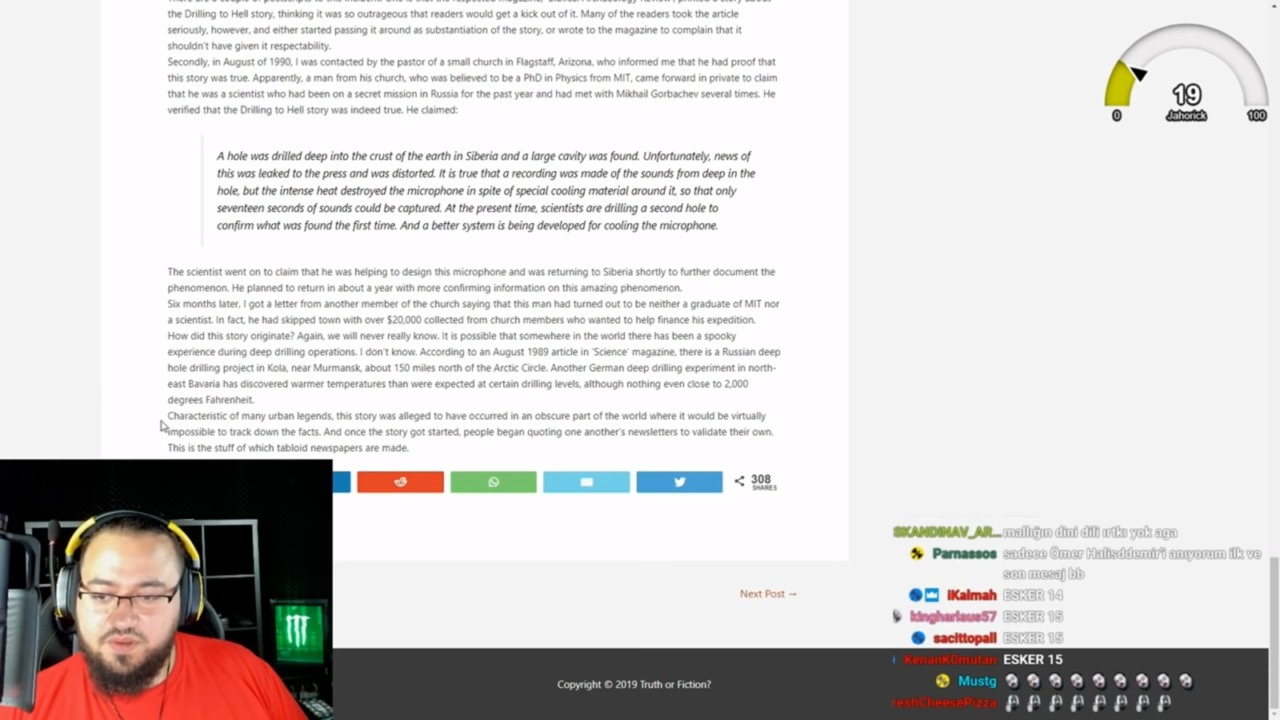 the Drilling to Hell story, thinking it was so outrageous that readers would get a kick out of it. Many of the readers took the article
seriously, however, and either started passing it around as substantiation of the story, or wrote to the magazine to complain that it
shouldn't have given it respectability.
Secondly, in August of 1990, I was contacted by the pastor of a small church in Flagstaff, Arizona, who informed me that he had proof that
this story was true. Apparently, a man from his church, who was believed to be a PhD in Physics from MIT, came forward in private to claim
that he was a scientist who had been on a secret mission in Russia for the past year and had met with Mikhail Gorbachev several times. He
verified that the Drilling to Hell story was indeed true. He claimed:
A hole was drilled deep into the crust of the earth in Siberia and a large cavity was found. Unfortunately, news of
this was leaked to the press and was distorted. It is true that a recording was made of the sounds from deep in the
hole, but the intense heat destroyed the microphone in spite of special cooling material around it, so that only
seventeen seconds of sounds could be captured. At the present time, scientists are drilling a second hole to
confirm what was found the first time. And a better system is being developed for cooling the microphone.
The scientist went on to claim that he was helping to design this microphone and was returning to Siberia shortly to further document the
phenomenon. He planned to return in about a year with more confirming information on this amazing phenomenon.
Six months later, I got a letter from another member of the church saying that this man had turned out to be neither a graduate of MIT nor
a scientist. In fact, he had skipped town with over $20,000 collected from church members who wanted to help finance his expedition.
How did this story originate? Again, we will never really know. It is possible that somewhere in the world there has been a spooky
experience during deep drilling operations. I don't know. According to an August 1989 article in 'Science' magazine, there is a Russian deep
hole drilling project in Kola, near Murmansk, about 150 miles north of the Arctic Circle. Another German deep drilling experiment in north-
east Bavaria has discovered warmer temperatures than were expected at certain drilling levels, although nothing even close to 2,000
degrees Fahrenheit.
Characteristic of many urban legends, this story was alleged to have occurred in an obscure part of the world where it would be virtually
impossible to track down the facts. And once the story got started, people began quoting one another's newsletters to validate their own.
This is the stuff of which tabloid newspapers are made.
308
SHARES
Next Post →
Copyright © 2019 Truth or Fiction?
19
0 Jahorick 100
SKANDINAV_AR... mallığın dini dili ırtkı yok aga
Parnassos sadece Ömer Halisddemir'i anıyorum ilk ve
son mesaj bb
iKalmah ESKER 14
kingharlaus57 ESKER 15
sacittopall ESKER 15
KenanK0mutan ESKER 15
Mustg
reshCheesePizza